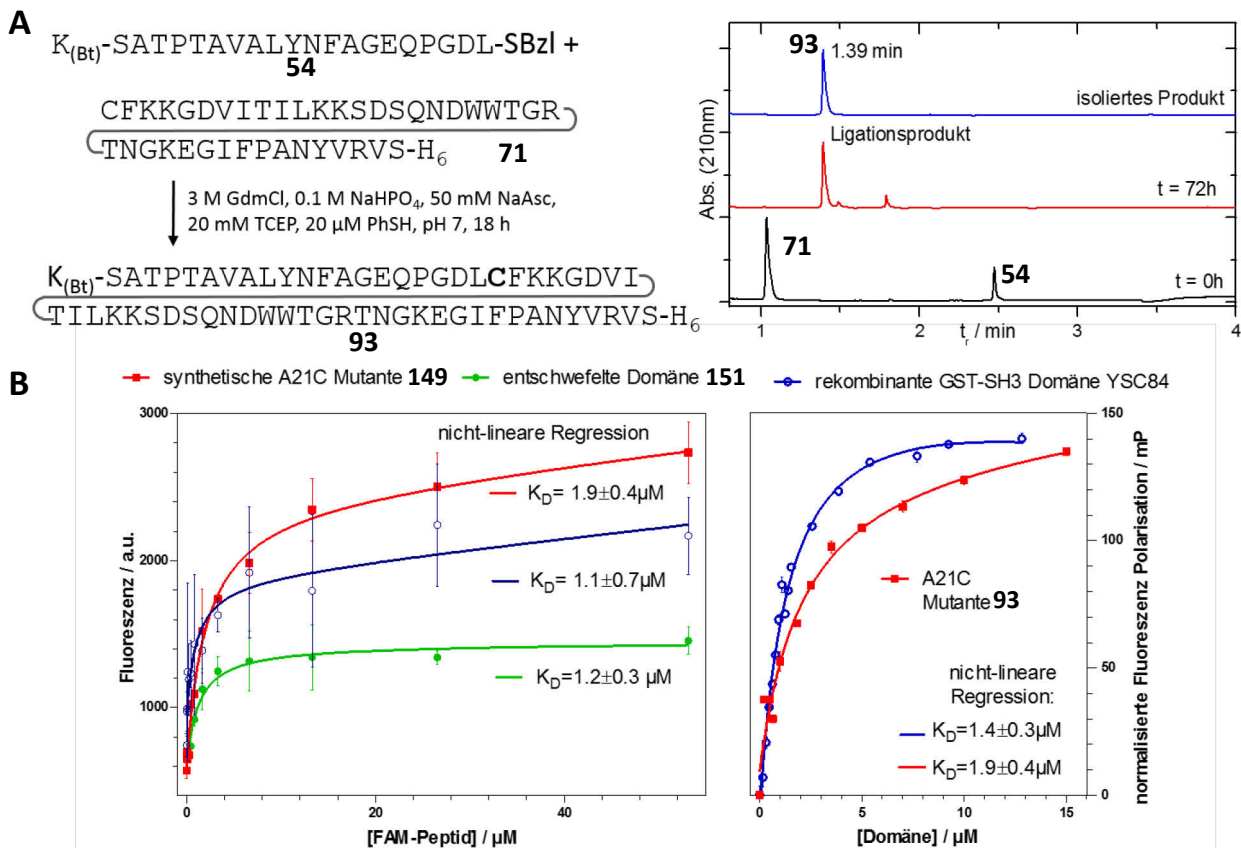 A
K(Bt)-SATPTAVALYNFAGEQPGDL-SBzl +
54
CFKKGDVITILKKSDSQNDWWTGR
TNGKEGIFPANYVRVS-H6 71
3 M GdmCl, 0.1 M NaHPO4, 50 mM NaAsc,
20 mM TCEP, 20 µM PhSH, pH 7, 18 h
K(Bt)-SATPTAVALYNFAGEQPGDLCFKKGDVI
TILKKSDSQNDWWTGRTNGKEGIFPANYVRVS-H6
93
Abs. (210nm)
93 1.39 min
isoliertes Produkt
Ligationsprodukt
t = 72h
71
54
t = 0h
1 2 3 4
tr / min
B
synthetische A21C Mutante 149
entschwefelte Domäne 151
rekombinante GST-SH3 Domäne YSC84
Fluoreszenz / a.u.
3000
2000
1000
nicht-lineare Regression
KD= 1.9±0.4µM
KD= 1.1±0.7µM
KD=1.2±0.3 µM
0 20 40
[FAM-Peptid] / µM
150
100
50
0
normalisierte Fluoreszenz Polarisation / mP
A21C
Mutante 93
nicht-lineare
Regression:
KD=1.4±0.3µM
KD=1.9±0.4µM
0 5 10 15
[Domäne] / µM